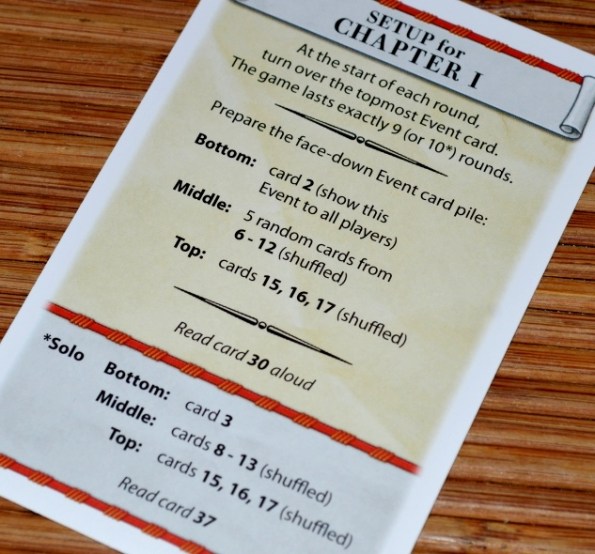 SETUP for
CHAPTER I
At the start of each round,
turn over the topmost Event card.
The game lasts exactly 9 (or 10*) rounds.
Prepare the face-down Event card pile:
Bottom: card 2 (show this
Event to all players)
Middle: 5 random cards from
6 - 12 (shuffled)
Top: cards 15, 16, 17 (shuffled)
Read card 30 aloud
*Solo Bottom: card 3
Middle: cards 8 - 13 (shuffled)
Top: cards 15, 16, 17 (shuffled)
Read card 37